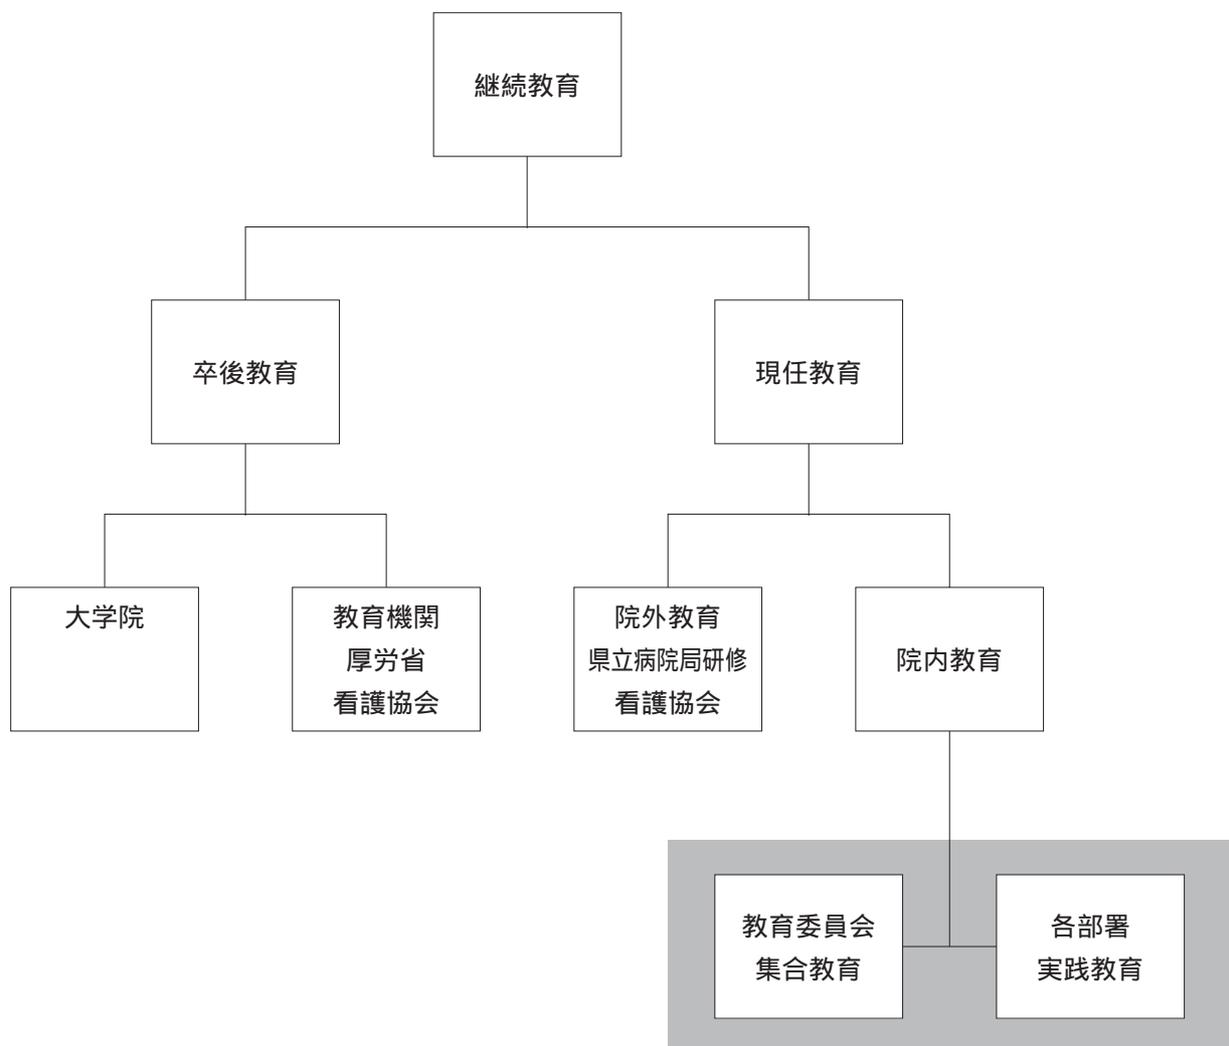 継続教育
卒後教育
現任教育
大学院
教育機関
厚労省
看護協会
院外教育
県立病院局研修
看護協会
院内教育
教育委員会
集合教育
各部署
実践教育